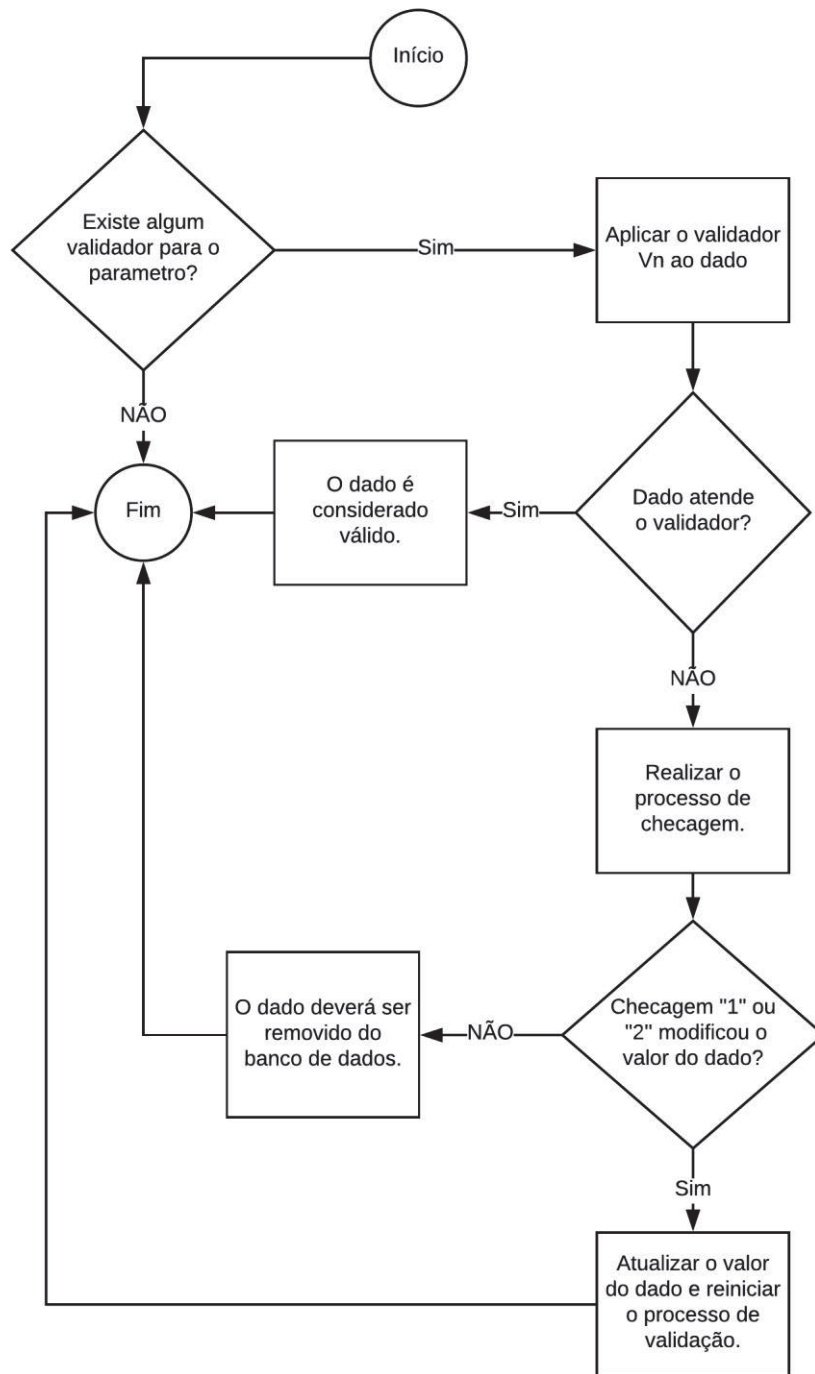 Início
Existe algum
validador para o
parametro?
Sim
Aplicar o validador
Vn ao dado
NÃO
Fim
O dado é
considerado
válido.
Sim
Dado atende
o validador?
NÃO
Realizar o
processo de
checagem.
O dado deverá ser
removido do
banco de dados.
NÃO
Checagem "1" ou
"2" modificou o
valor do dado?
Sim
Atualizar o valor
do dado e reiniciar
o processo de
validação.